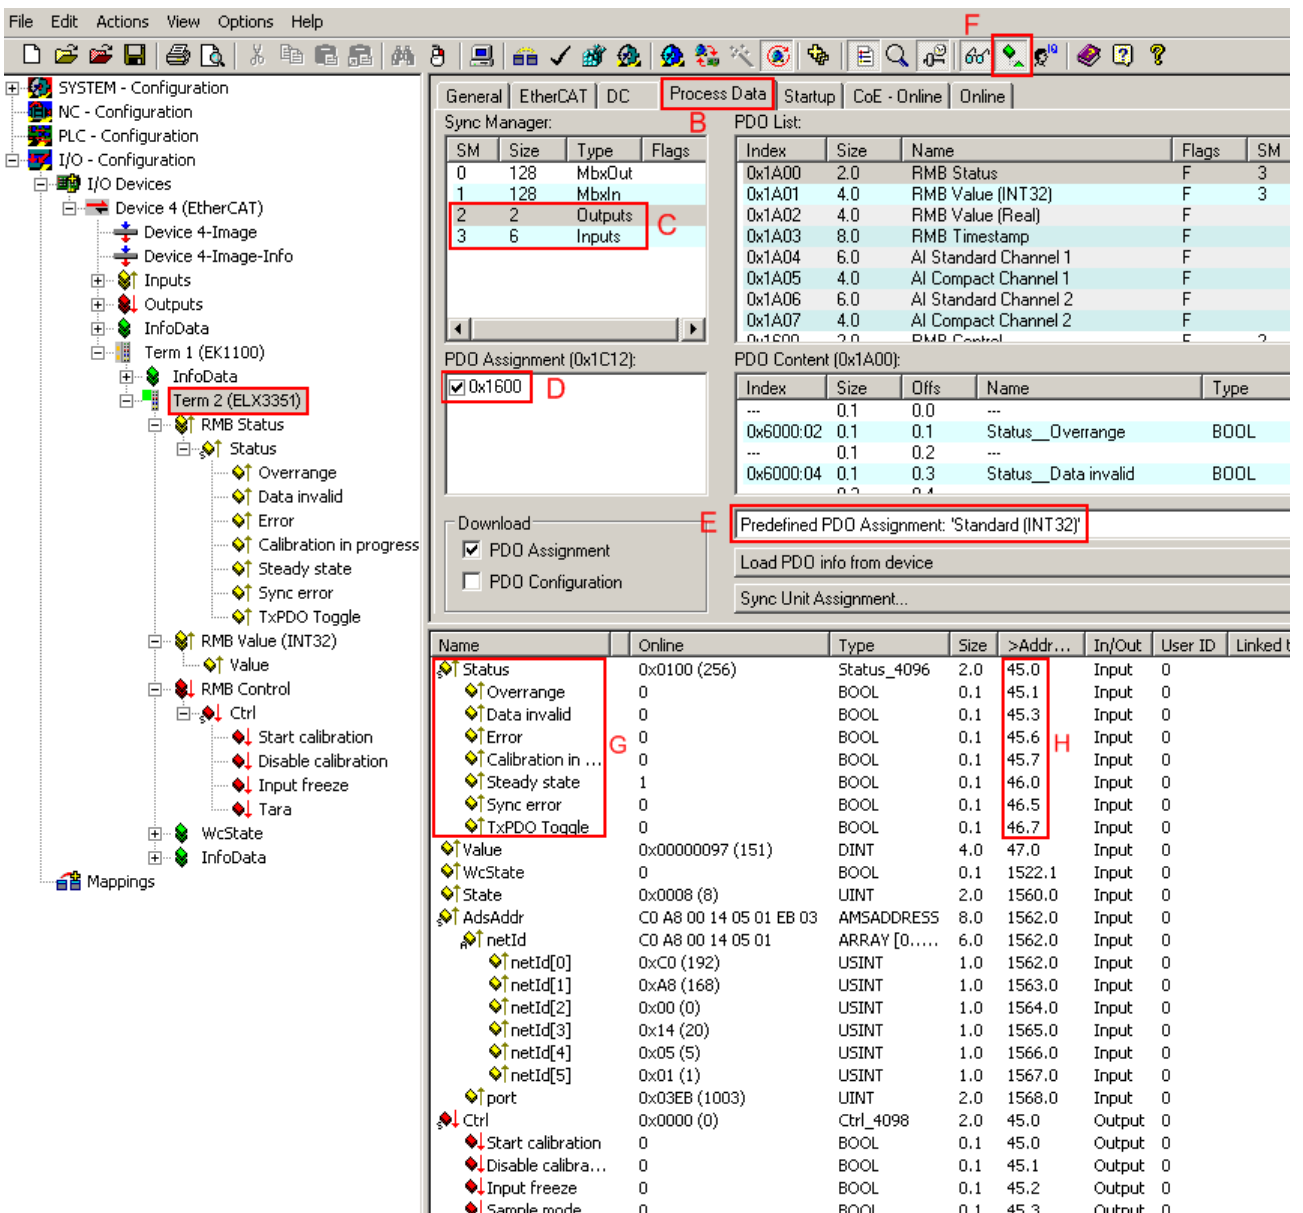 File Edit Actions View Options Help
F
SYSTEM - Configuration
NC - Configuration
PLC - Configuration
I/O - Configuration
I/O Devices
Device 4 (EtherCAT)
Device 4-Image
Device 4-Image-Info
Inputs
Outputs
InfoData
Term 1 (EK1100)
InfoData
Term 2 (ELX3351)
RMB Status
Status
Overrange
Data invalid
Error
Calibration in progress
Steady state
Sync error
TxPDO Toggle
RMB Value (INT32)
Value
RMB Control
Ctrl
Start calibration
Disable calibration
Input freeze
Tara
WcState
InfoData
Mappings
General EtherCAT DC Process Data Startup CoE - Online Online
B
Sync Manager:
SM Size Type Flags
0 128 MbxOut
1 128 MbxIn
2 2 Outputs
3 6 Inputs
C
PDO List:
Index Size Name Flags SM
0x1A00 2.0 RMB Status F 3
0x1A01 4.0 RMB Value (INT32) F 3
0x1A02 4.0 RMB Value (Real) F
0x1A03 8.0 RMB Timestamp F
0x1A04 6.0 AI Standard Channel 1 F
0x1A05 4.0 AI Compact Channel 1 F
0x1A06 6.0 AI Standard Channel 2 F
0x1A07 4.0 AI Compact Channel 2 F
0x1600 2.0 RMB Control F 2
PDO Assignment (0x1C12):
0x1600
D
PDO Content (0x1A00):
Index Size Offs Name Type
--- 0.1 0.0 ---
0x6000:02 0.1 0.1 Status__Overrange BOOL
--- 0.1 0.2 ---
0x6000:04 0.1 0.3 Status__Data invalid BOOL
Download
PDO Assignment
PDO Configuration
E
Predefined PDO Assignment: 'Standard (INT32)'
Load PDO info from device
Sync Unit Assignment...
Name Online Type Size >Addr... In/Out User ID Linked t
Status 0x0100 (256) Status_4096 2.0 45.0 Input 0
Overrange 0 BOOL 0.1 45.1 Input 0
Data invalid 0 BOOL 0.1 45.3 Input 0
Error 0 BOOL 0.1 45.6 Input 0
G
H
Calibration in ... 0 BOOL 0.1 45.7 Input 0
Steady state 1 BOOL 0.1 46.0 Input 0
Sync error 0 BOOL 0.1 46.5 Input 0
TxPDO Toggle 0 BOOL 0.1 46.7 Input 0
Value 0x00000097 (151) DINT 4.0 47.0 Input 0
WcState 0 BOOL 0.1 1522.1 Input 0
State 0x0008 (8) UINT 2.0 1560.0 Input 0
AdsAddr C0 A8 00 14 05 01 EB 03 AMSADDRESS 8.0 1562.0 Input 0
netId C0 A8 00 14 05 01 ARRAY [0..... 6.0 1562.0 Input 0
netId[0] 0xC0 (192) USINT 1.0 1562.0 Input 0
netId[1] 0xA8 (168) USINT 1.0 1563.0 Input 0
netId[2] 0x00 (0) USINT 1.0 1564.0 Input 0
netId[3] 0x14 (20) USINT 1.0 1565.0 Input 0
netId[4] 0x05 (5) USINT 1.0 1566.0 Input 0
netId[5] 0x01 (1) USINT 1.0 1567.0 Input 0
port 0x03EB (1003) UINT 2.0 1568.0 Input 0
Ctrl 0x0000 (0) Ctrl_4098 2.0 45.0 Output 0
Start calibration 0 BOOL 0.1 45.0 Output 0
Disable calibra... 0 BOOL 0.1 45.1 Output 0
Input freeze 0 BOOL 0.1 45.2 Output 0
Sample mode 0 BOOL 0.1 45.3 Output 0